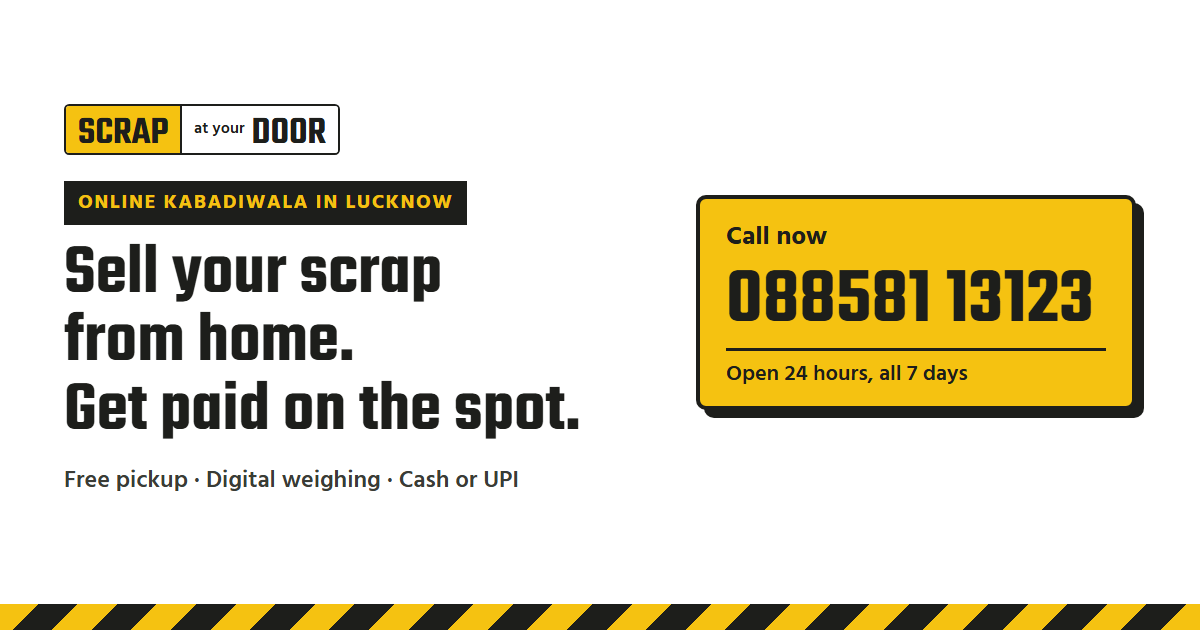 SCRAP at your DOOR
ONLINE KABADIWALA IN LUCKNOW
Sell your scrap
from home.
Get paid on the spot.
Free pickup · Digital weighing · Cash or UPI
Call now
088581 13123
Open 24 hours, all 7 days